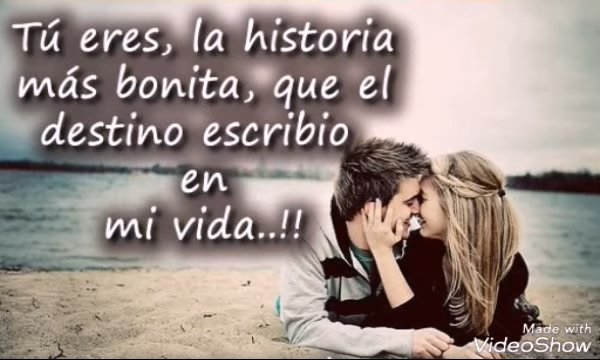 Tú eres, la historia
más bonita, que el
destino escribio
en
mi vida..!!
Made with
VideoShow